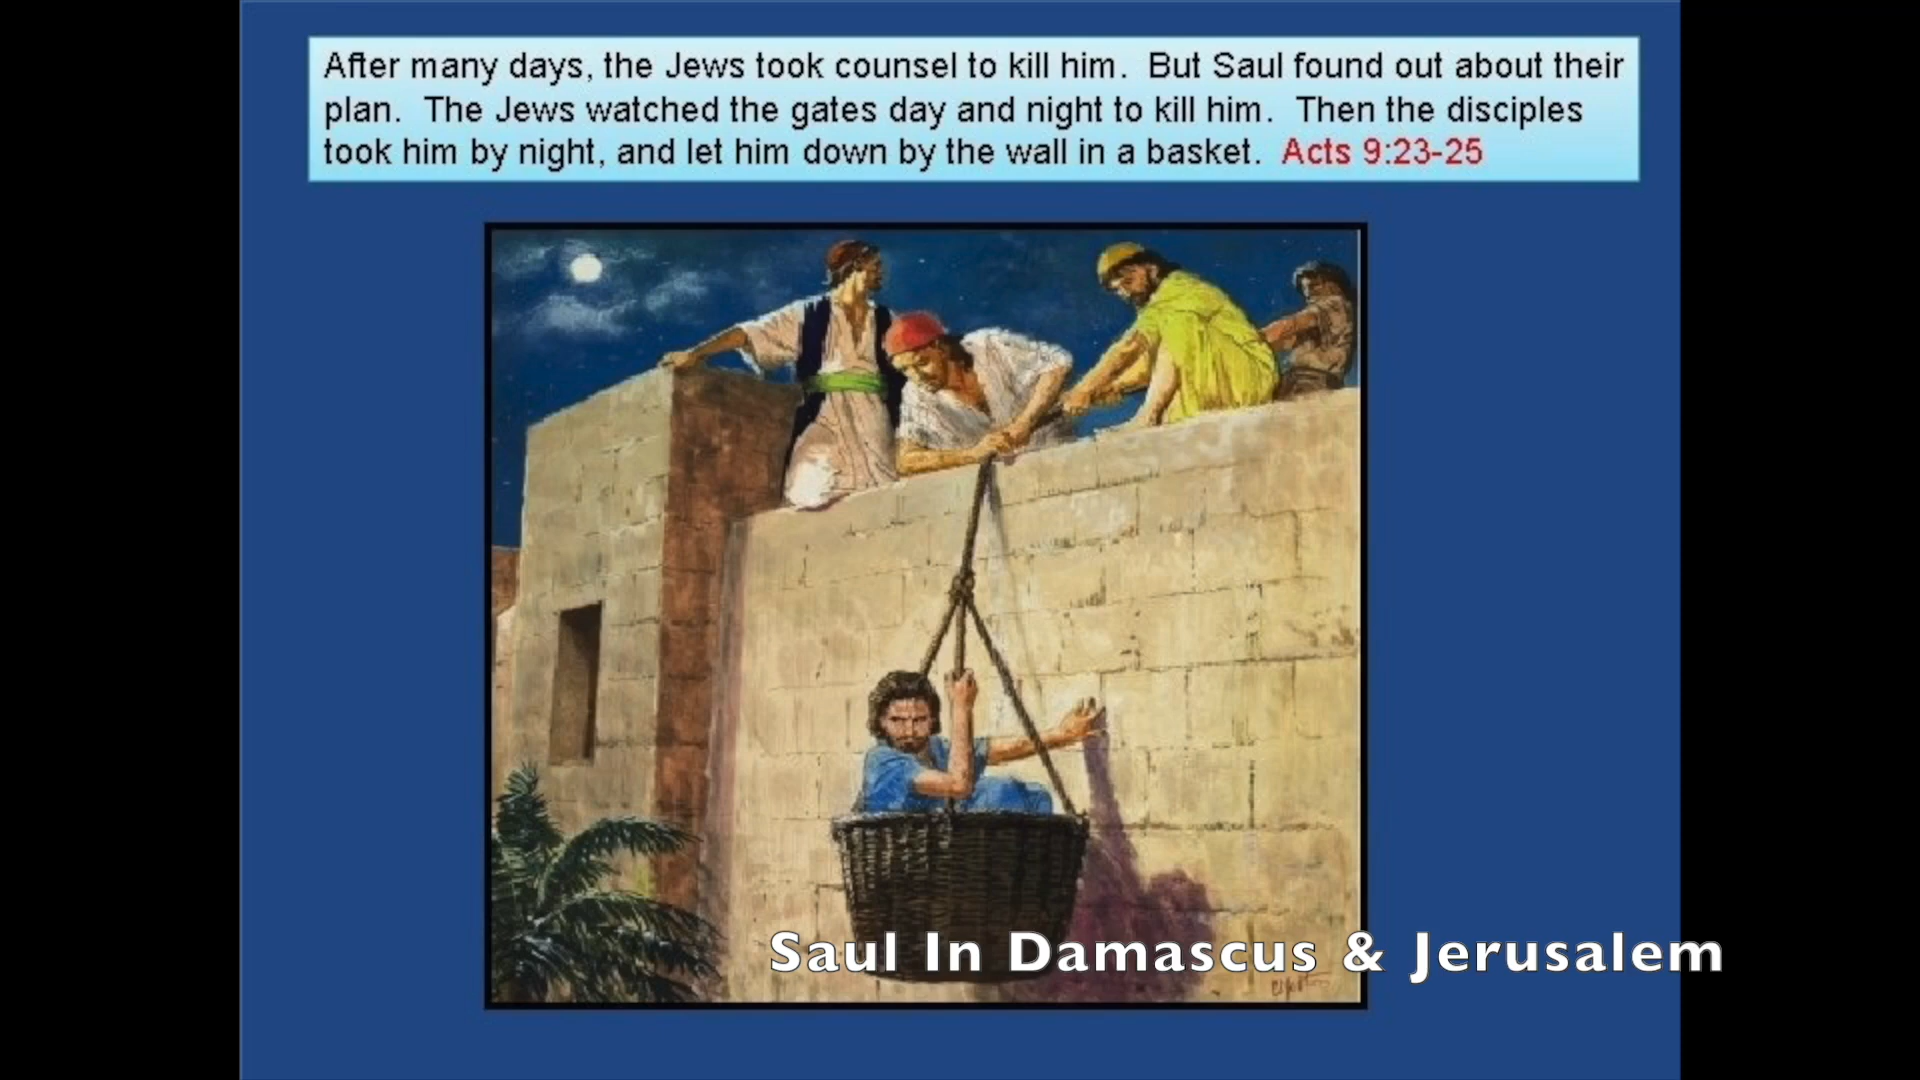 After many days, the Jews took counsel to kill him.  But Saul found out about their
plan.  The Jews watched the gates day and night to kill him.  Then the disciples
took him by night, and let him down by the wall in a basket.  Acts 9:23-25
Saul In Damascus & Jerusalem